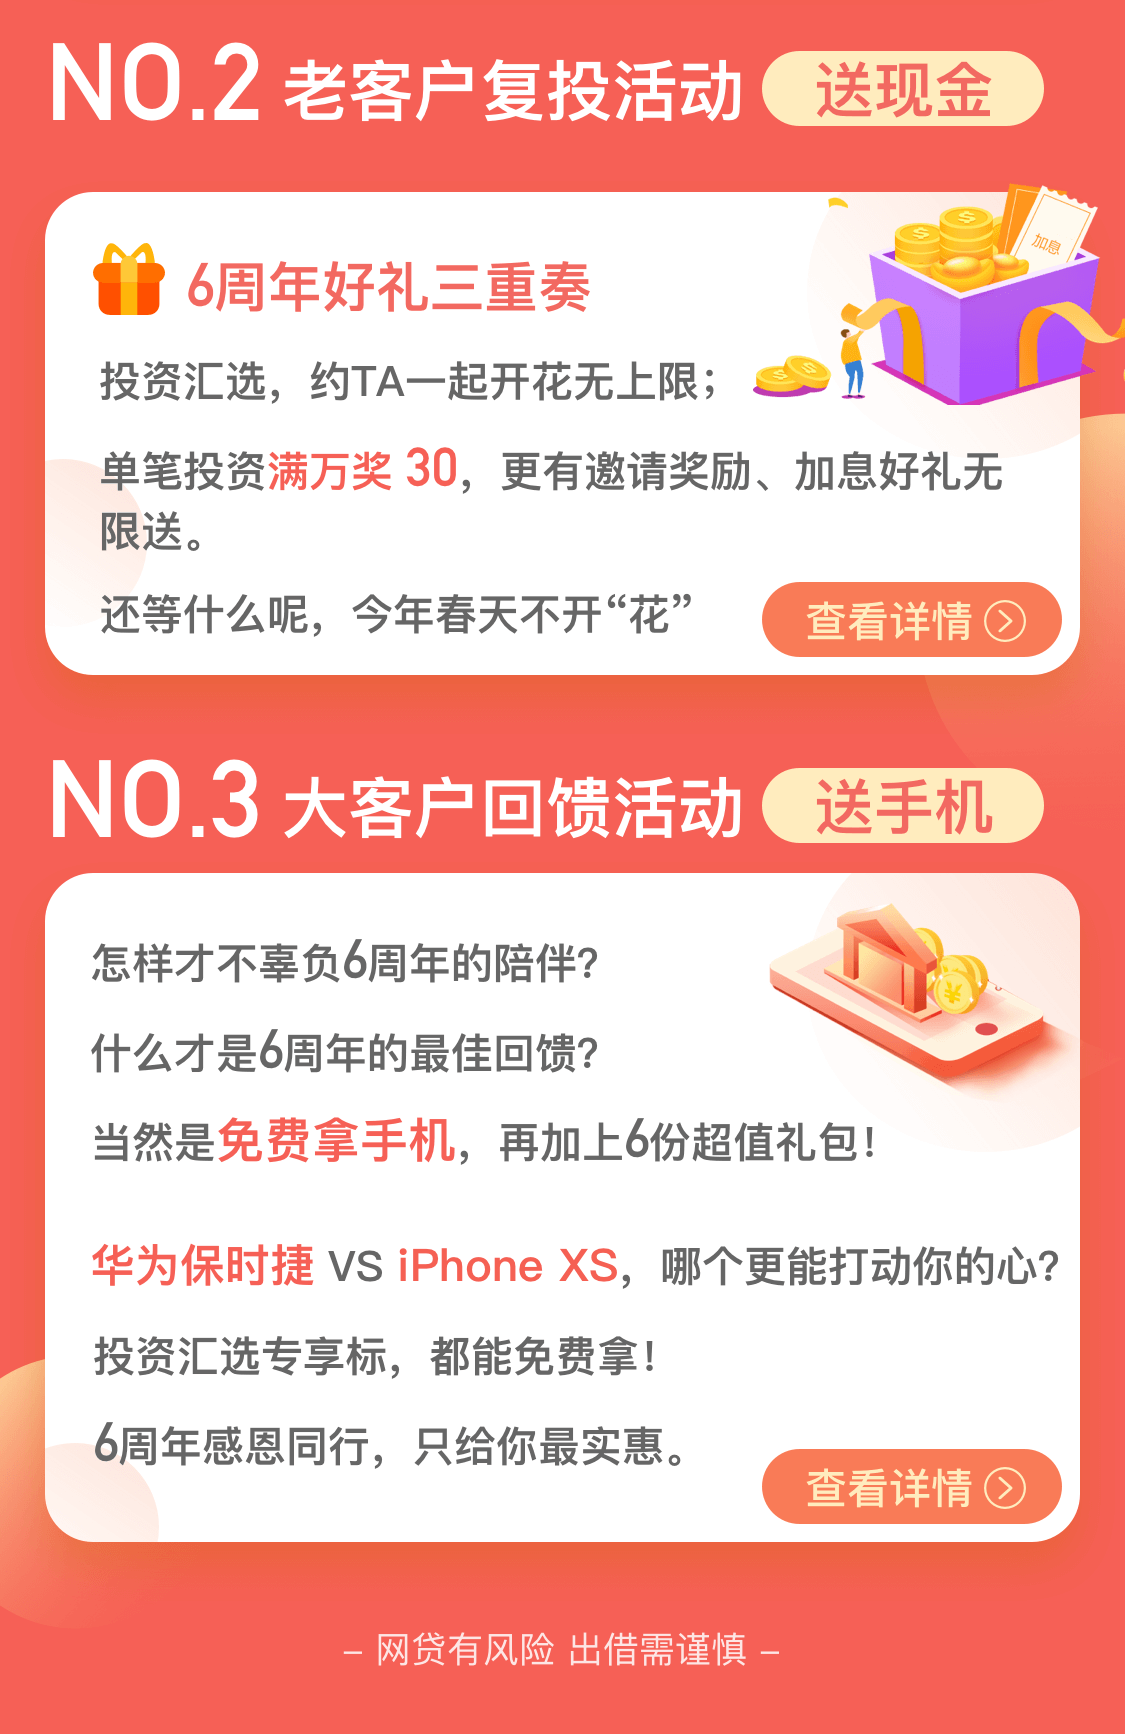 NO.2 老客户复投活动 送现金
加息
6周年好礼三重奏
投资汇选，约TA一起开花无上限；
单笔投资满万奖 30，更有邀请奖励、加息好礼无
限送。
还等什么呢，今年春天不开“花”
查看详情
NO.3 大客户回馈活动 送手机
怎样才不辜负6周年的陪伴?
什么才是6周年的最佳回馈?
当然是免费拿手机，再加上6份超值礼包！
华为保时捷 VS iPhone XS，哪个更能打动你的心?
投资汇选专享标，都能免费拿！
6周年感恩同行，只给你最实惠。
查看详情
– 网贷有风险 出借需谨慎 –